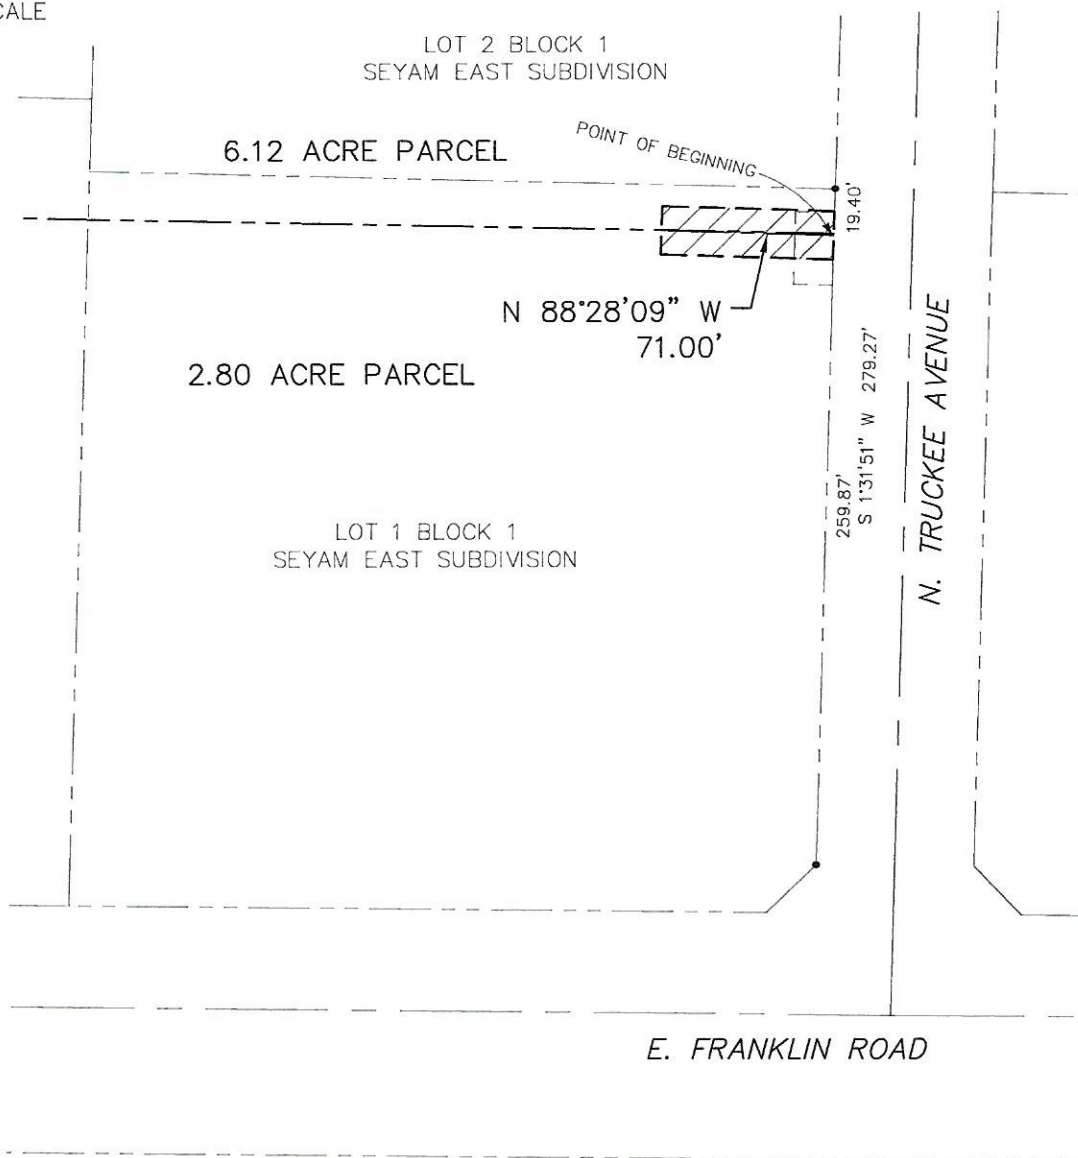 CALE
LOT 2 BLOCK 1
SEYAM EAST SUBDIVISION
6.12 ACRE PARCEL
POINT OF BEGINNING
19.40'
N 88°28'09" W
71.00'
2.80 ACRE PARCEL
259.87'
S 1°31'51" W 279.27'
N. TRUCKEE AVENUE
LOT 1 BLOCK 1
SEYAM EAST SUBDIVISION
E. FRANKLIN ROAD